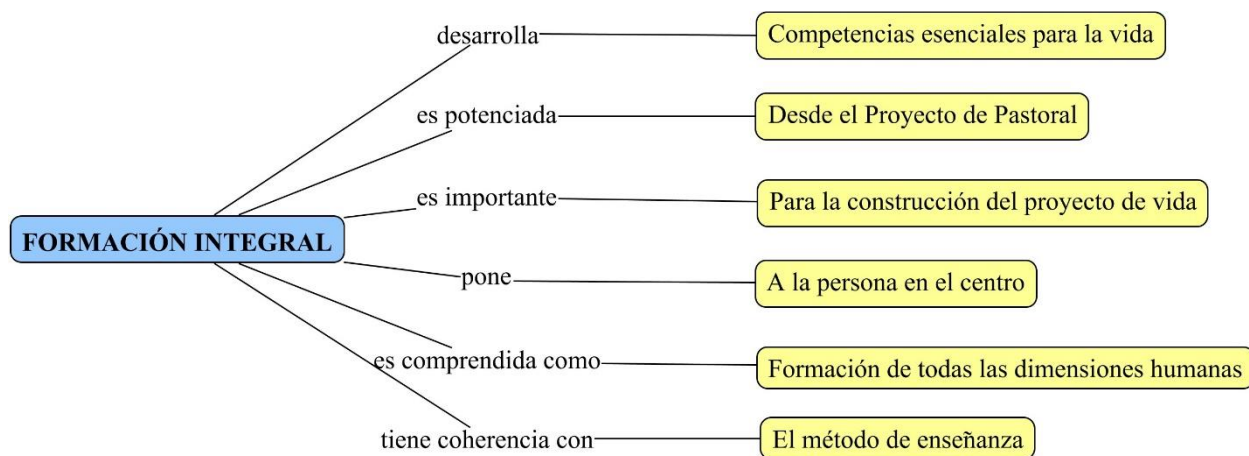 desarrolla
Competencias esenciales para la vida
es potenciada
Desde el Proyecto de Pastoral
es importante
Para la construcción del proyecto de vida
FORMACIÓN INTEGRAL
pone
A la persona en el centro
es comprendida como
Formación de todas las dimensiones humanas
tiene coherencia con
El método de enseñanza